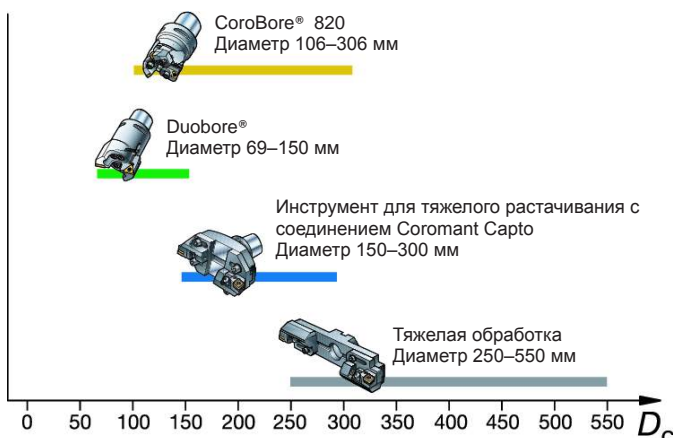 CoroBore® 820
Диаметр 106–306 мм
Duobore®
Диаметр 69–150 мм
Инструмент для тяжелого растачивания с
соединением Coromant Capto
Диаметр 150–300 мм
Тяжелая обработка
Диаметр 250–550 мм
0 50 100 150 200 250 300 350 400 450 500 550 Dc